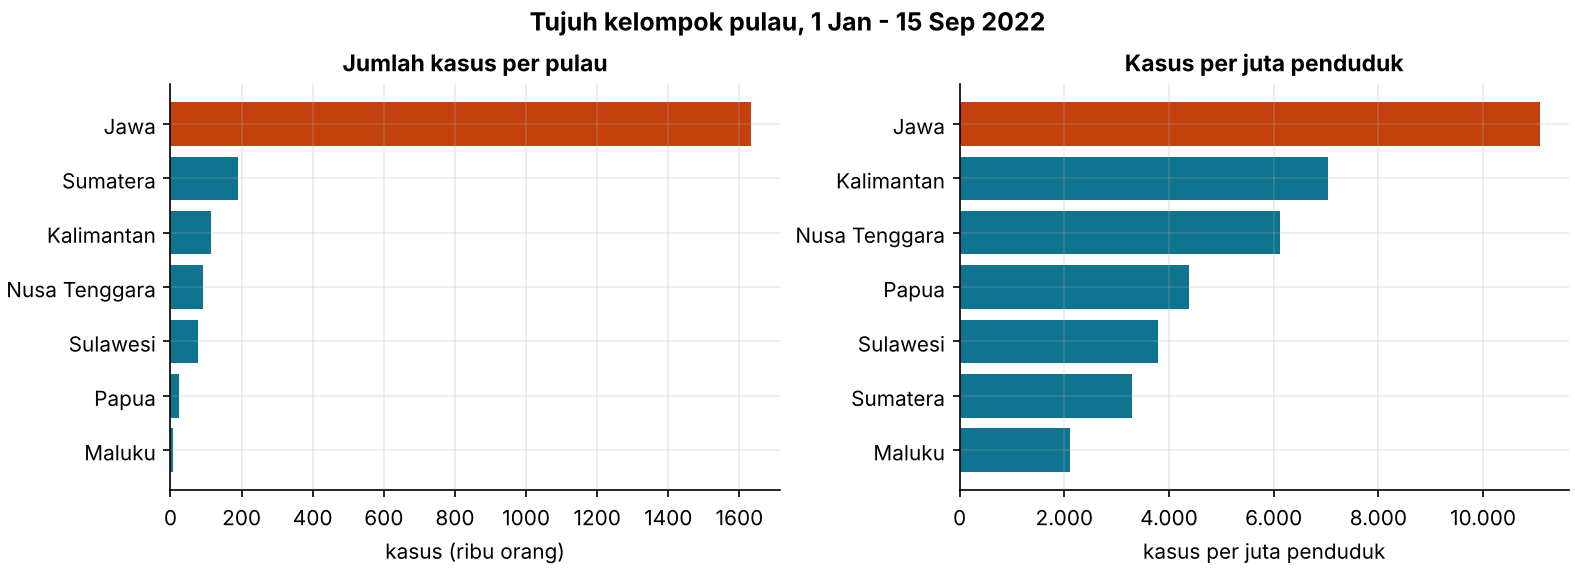 Tujuh kelompok pulau, 1 Jan - 15 Sep 2022
Jumlah kasus per pulau
Jawa
Sumatera
Kalimantan
Nusa Tenggara
Sulawesi
Papua
Maluku
0 200 400 600 800 1000 1200 1400 1600
kasus (ribu orang)
Kasus per juta penduduk
Jawa
Kalimantan
Nusa Tenggara
Papua
Sulawesi
Sumatera
Maluku
0 2.000 4.000 6.000 8.000 10.000
kasus per juta penduduk